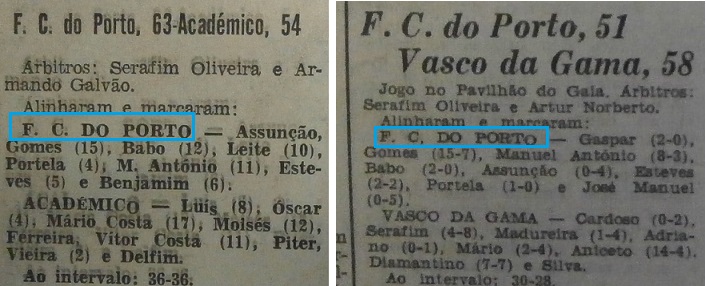 F. C. do Porto, 63-Académico, 54
Árbitros: Serafim Oliveira e Ar-
mando Galvão.
Alinharam e marcaram:
F. C. DO PORTO — Assunção,
Gomes (15), Babo (12), Leite (10),
Portela (4); M. António (11), Este-
ves (5) e Benjamim (6).
ACADÉMICO — Luís (8); Óscar
(4); Mário Costa (17); Moisés (12),
Ferreira, Vítor Costa (11), Piter,
Vieira (2) e Delfim.
Ao intervalo: 36-36.
F. C. do Porto, 51
Vasco da Gama, 58
Jogo no Pavilhão do Gaia. Árbitros:
Serafim Oliveira e Artur Norberto.
Alinharam e marcaram:
F. C. DO PORTO — Gaspar (2-0),
Gomes (15-7), Manuel António (8-3),
Babo (2-0), Assunção (0-4), Esteves
(2-2), Portela (1-0) e José Manuel
(0-5).
VASCO DA GAMA — Cardoso (0-2),
Serafim (4-8), Madureira (1-4), Adria-
no (0-1), Mário (2-4), Aniceto (14-4),
Diamantino (7-7) e Silva.
Ao intervalo: 30-28.